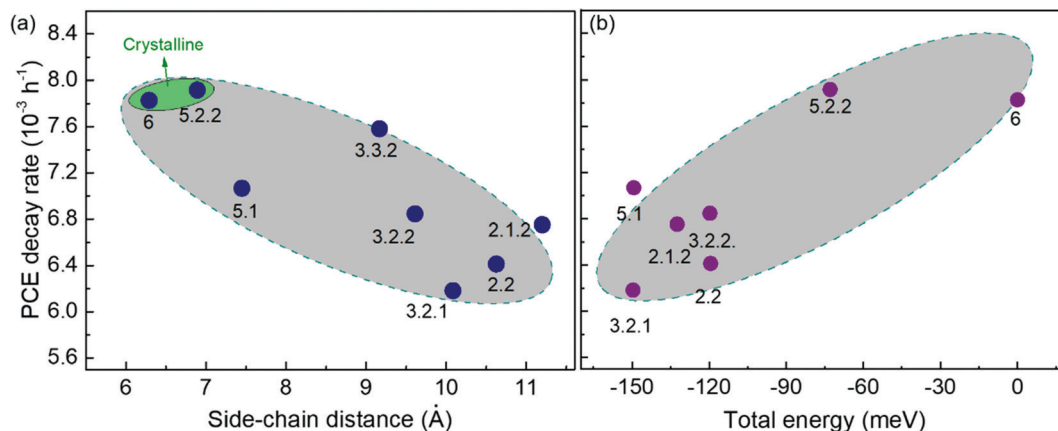 (a)
Crystalline
6
5.2.2
3.3.2
5.1
3.2.2
2.1.2
2.2
3.2.1
PCE decay rate (10⁻³ h⁻¹)
8.4
8.0
7.6
7.2
6.8
6.4
6.0
5.6
6 7 8 9 10 11
Side-chain distance (Å)
(b)
5.2.2
6
5.1
2.1.2
3.2.2.
2.2
3.2.1
-150 -120 -90 -60 -30 0
Total energy (meV)